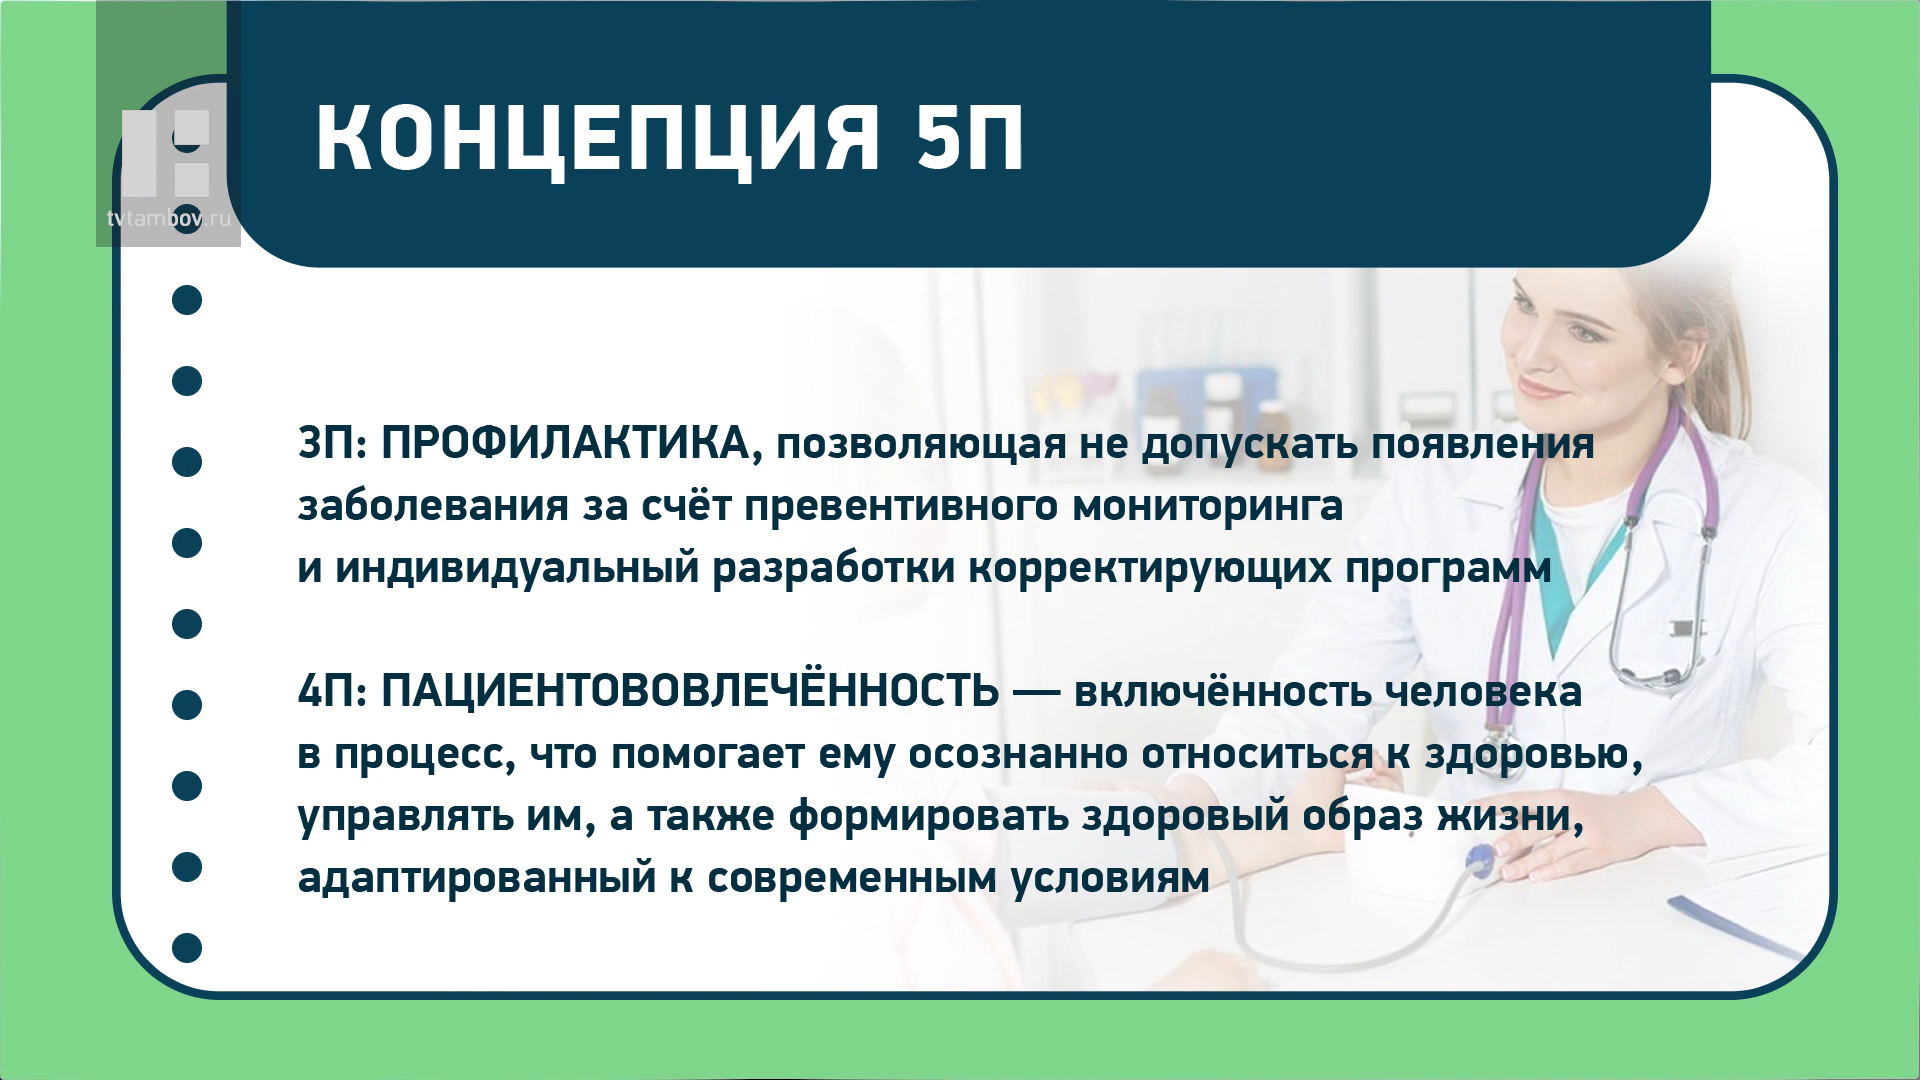 КОНЦЕПЦИЯ 5П
tvtambov.ru
3П: ПРОФИЛАКТИКА, позволяющая не допускать появления
заболевания за счёт превентивного мониторинга
и индивидуальный разработки корректирующих программ
4П: ПАЦИЕНТОВОВЛЕЧЁННОСТЬ — включённость человека
в процесс, что помогает ему осознанно относиться к здоровью,
управлять им, а также формировать здоровый образ жизни,
адаптированный к современным условиям